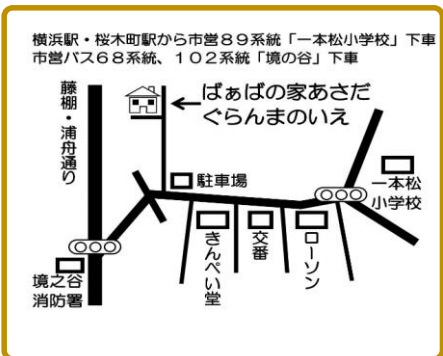 横浜駅・桜木町駅から市営８９系統「一本松小学校」下車
市営バス６８系統、１０２系統「境の谷」下車
藤棚・浦舟通り
ばぁばの家あさだ
ぐらんまのいえ
駐車場
一本松
小学校
きんぺい堂
交番
ローソン
境之谷
消防署